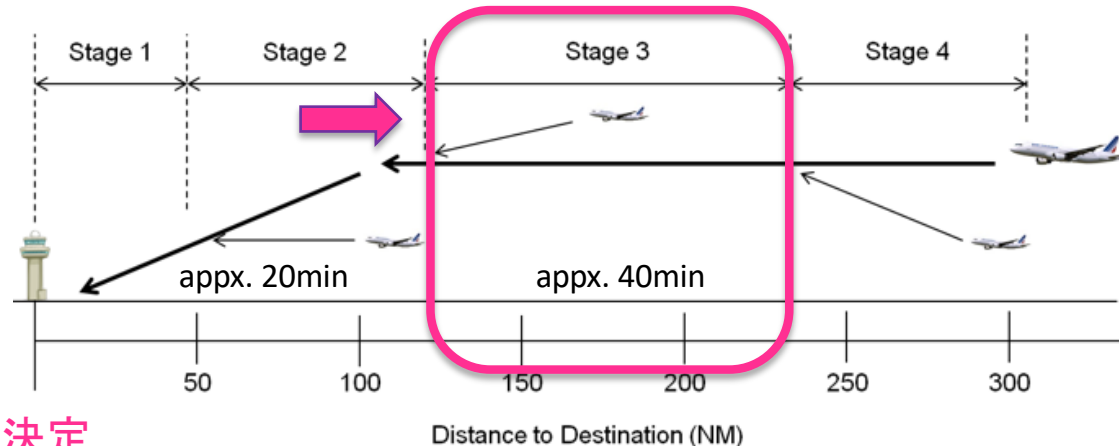 Stage 1 Stage 2 Stage 3 Stage 4
appx. 20min appx. 40min
50 100 150 200 250 300
決定 Distance to Destination (NM)